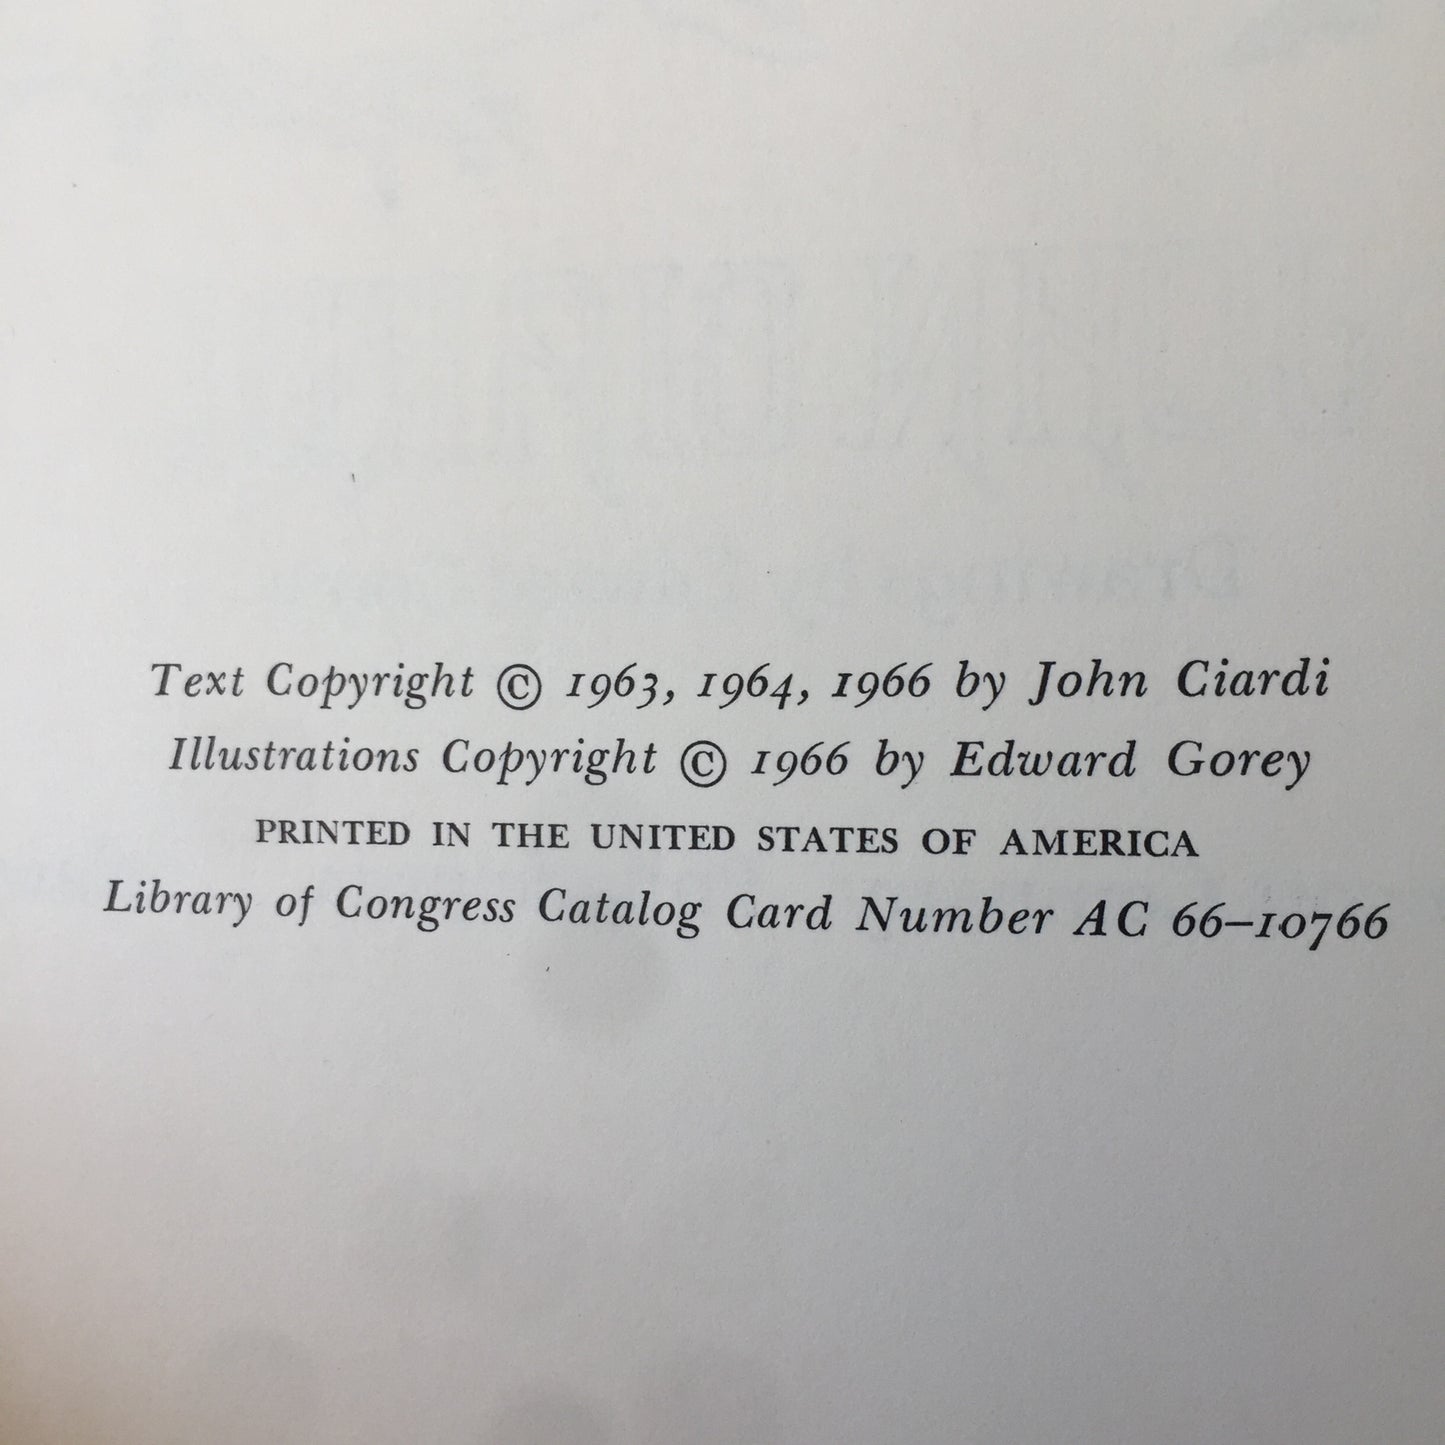 Text Copyright © 1963, 1964, 1966 by John Ciardi
Illustrations Copyright © 1966 by Edward Gorey
PRINTED IN THE UNITED STATES OF AMERICA
Library of Congress Catalog Card Number AC 66–10766